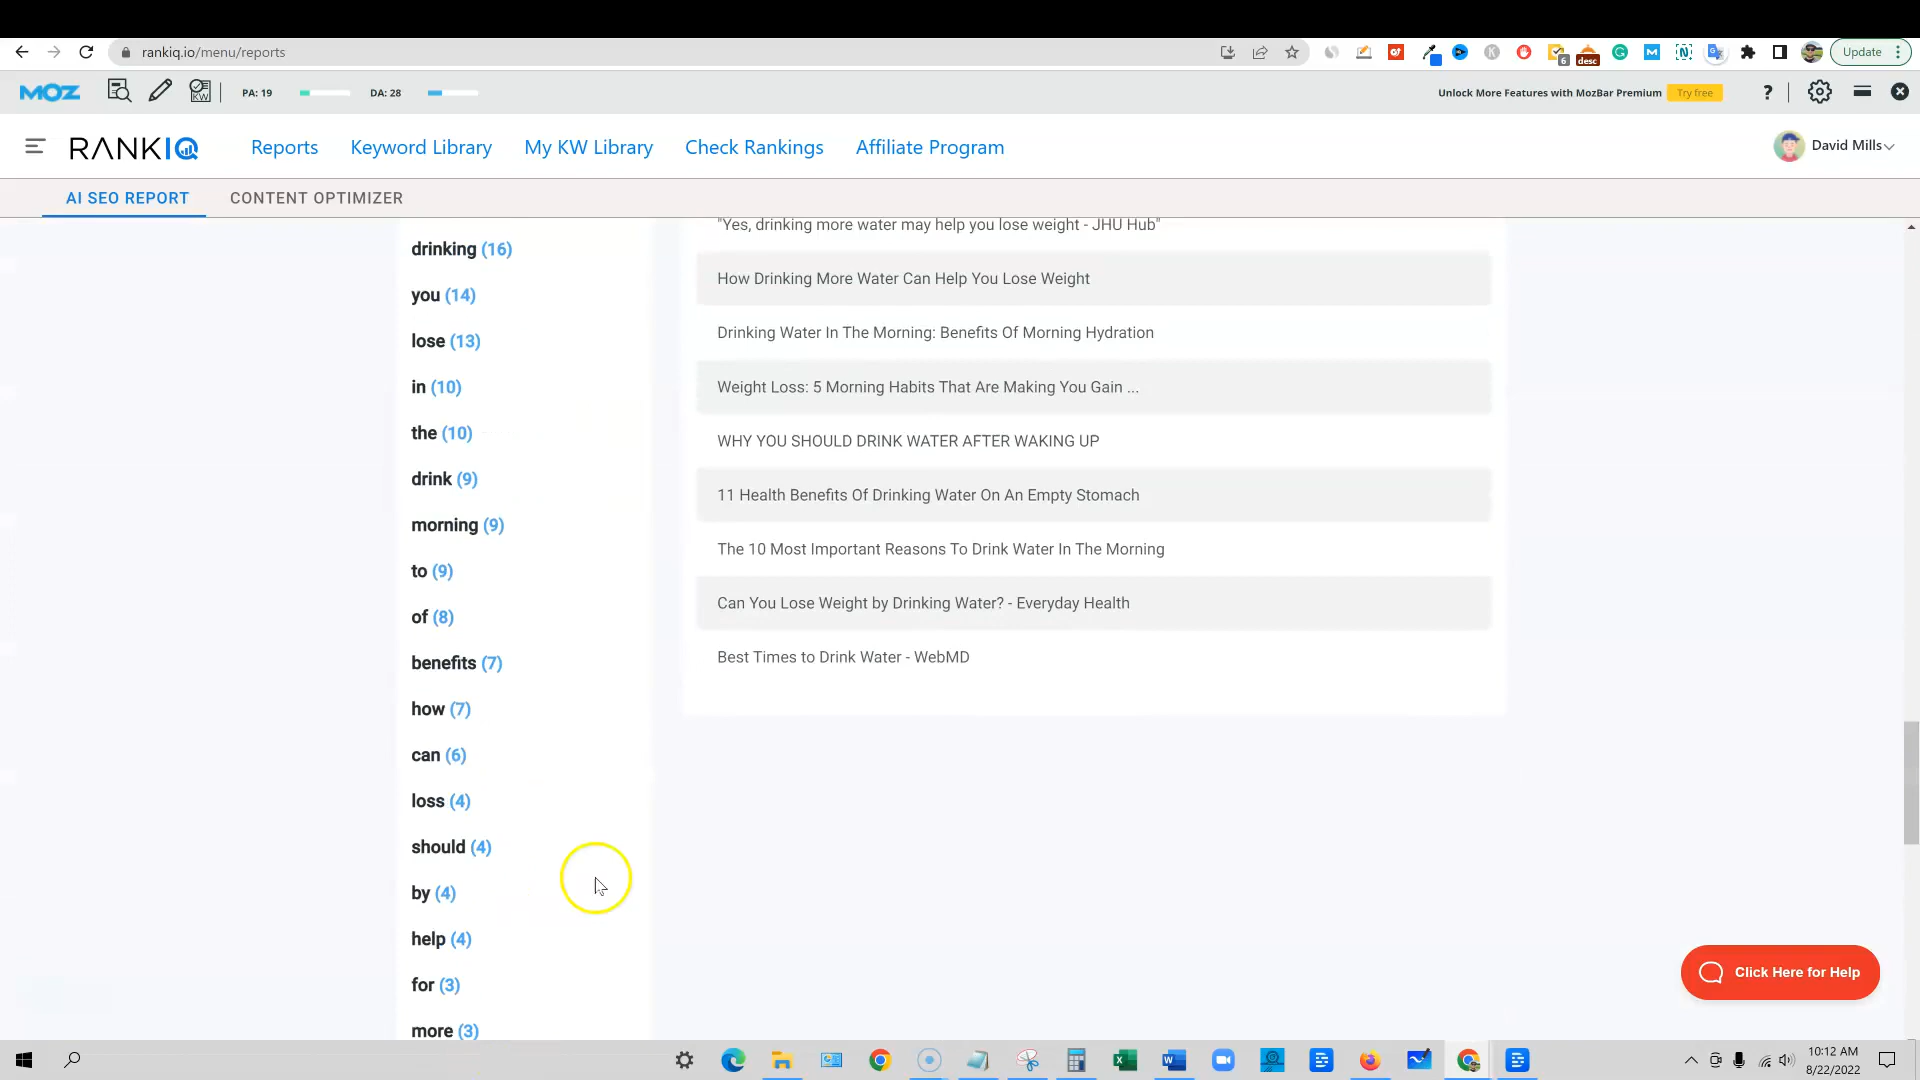 rankiq.io/menu/reports
Update
6
desc
MOZ
KW
PA: 19
DA: 28
Unlock More Features with MozBar Premium
Try free
?
RANKIQ
Reports
Keyword Library
My KW Library
Check Rankings
Affiliate Program
David Mills
AI SEO REPORT
CONTENT OPTIMIZER
drinking (16)
you (14)
lose (13)
in (10)
the (10)
drink (9)
morning (9)
to (9)
of (8)
benefits (7)
how (7)
can (6)
loss (4)
should (4)
by (4)
help (4)
for (3)
more (3)
"Yes, drinking more water may help you lose weight - JHU Hub"
How Drinking More Water Can Help You Lose Weight
Drinking Water In The Morning: Benefits Of Morning Hydration
Weight Loss: 5 Morning Habits That Are Making You Gain ...
WHY YOU SHOULD DRINK WATER AFTER WAKING UP
11 Health Benefits Of Drinking Water On An Empty Stomach
The 10 Most Important Reasons To Drink Water In The Morning
Can You Lose Weight by Drinking Water? - Everyday Health
Best Times to Drink Water - WebMD
Click Here for Help
10:12 AM
8/22/2022